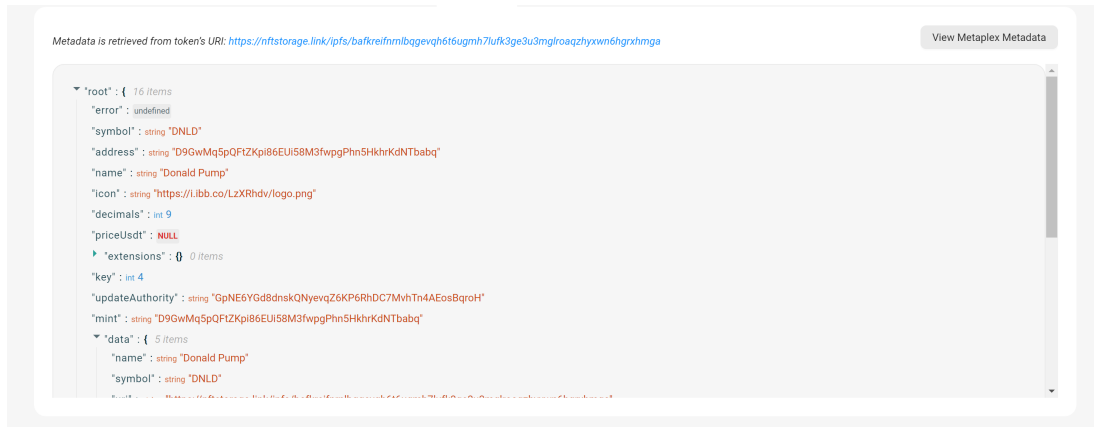 Metadata is retrieved from token's URI: https://nftstorage.link/ipfs/bafkreifnrnlbqgevqh6t6ugmh7lufk3ge3u3mglroaqzhyxwn6hgrxhmga
View Metaplex Metadata
"root" : { 16 items
"error" : undefined
"symbol" : string "DNLD"
"address" : string "D9GwMq5pQFtZKpi86EUi58M3fwpgPhn5HkhrKdNTbabq"
"name" : string "Donald Pump"
"icon" : string "https://i.ibb.co/LzXRhdv/logo.png"
"decimals" : int 9
"priceUsdt" : NULL
"extensions" : {} 0 items
"key" : int 4
"updateAuthority" : string "GpNE6YGd8dnskQNyevqZ6KP6RhDC7MvhTn4AEosBqroH"
"mint" : string "D9GwMq5pQFtZKpi86EUi58M3fwpgPhn5HkhrKdNTbabq"
"data" : { 5 items
"name" : string "Donald Pump"
"symbol" : string "DNLD"